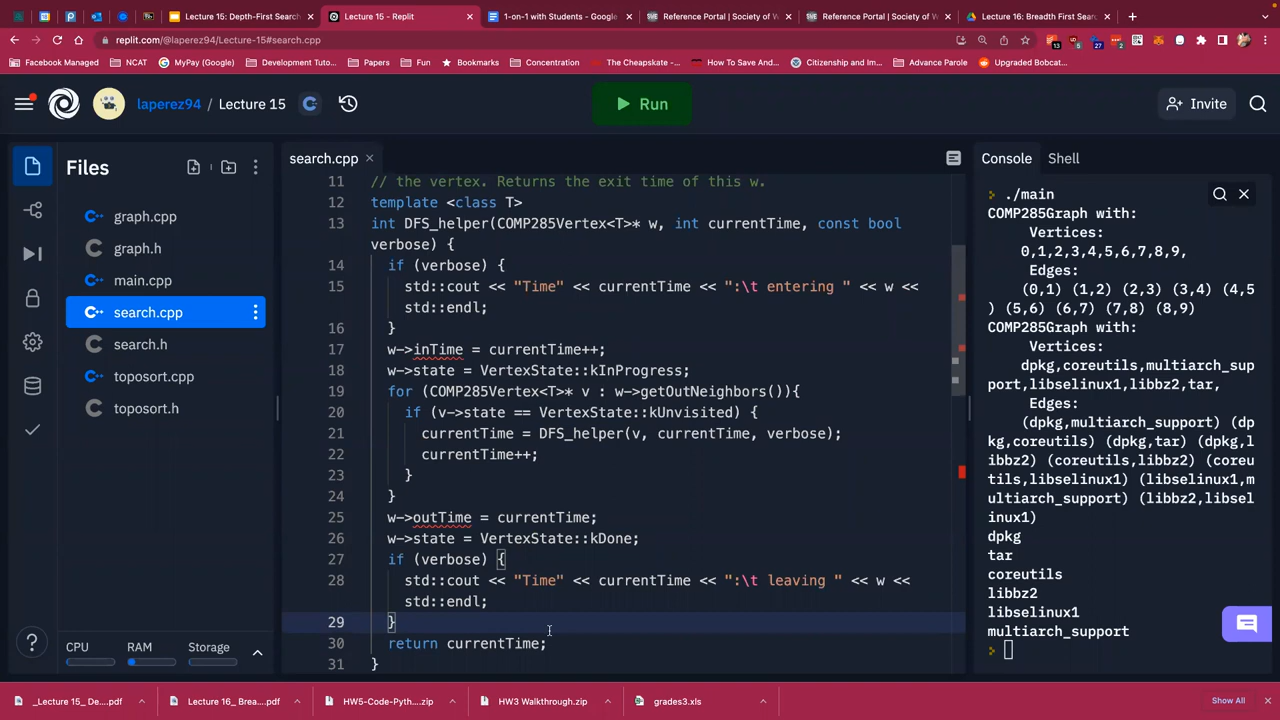 Lecture 15: Depth-First Search
Lecture 15 - Replit
1-on-1 with Students - Google
Reference Portal | Society of W
Reference Portal | Society of W
Lecture 16: Breadth First Sear
replit.com/@laperez94/Lecture-15#search.cpp
Facebook Managed
NCAT
MyPay (Google)
Development Tutor...
Papers
Fun
Bookmarks
Concentration
The Cheapskate -...
How To Save And...
Citizenship and Im...
Advance Parole
Upgraded Bobcat...
laperez94 / Lecture 15
Run
Invite
Files
graph.cpp
graph.h
main.cpp
search.cpp
search.h
toposort.cpp
toposort.h
CPU
RAM
Storage
search.cpp
11 // the vertex. Returns the exit time of this w.
12 template <class T>
13 int DFS_helper(COMP285Vertex<T>* w, int currentTime, const bool
verbose) {
14 if (verbose) {
15 std::cout << "Time" << currentTime << ":\t entering " << w <<
std::endl;
16 }
17 w->inTime = currentTime++;
18 w->state = VertexState::kInProgress;
19 for (COMP285Vertex<T>* v : w->getOutNeighbors()){
20 if (v->state == VertexState::kUnvisited) {
21 currentTime = DFS_helper(v, currentTime, verbose);
22 currentTime++;
23 }
24 }
25 w->outTime = currentTime;
26 w->state = VertexState::kDone;
27 if (verbose) {
28 std::cout << "Time" << currentTime << ":\t leaving " << w <<
std::endl;
29 }
30 return currentTime;
31 }
Console
Shell
./main
COMP285Graph with:
Vertices:
0,1,2,3,4,5,6,7,8,9,
Edges:
(0,1) (1,2) (2,3) (3,4) (4,5
) (5,6) (6,7) (7,8) (8,9)
COMP285Graph with:
Vertices:
dpkg,coreutils,multiarch_sup
port,libselinux1,libbz2,tar,
Edges:
(dpkg,multiarch_support) (dp
kg,coreutils) (dpkg,tar) (dpkg,l
ibbz2) (coreutils,libbz2) (coreu
tils,libselinux1) (libselinux1,m
ultiarch_support) (libbz2,libsel
inux1)
dpkg
tar
coreutils
libbz2
libselinux1
multiarch_support
_Lecture 15_ De....pdf
Lecture 16_ Brea....pdf
HW5-Code-Pyth....zip
HW3 Walkthrough.zip
grades3.xls
Show All